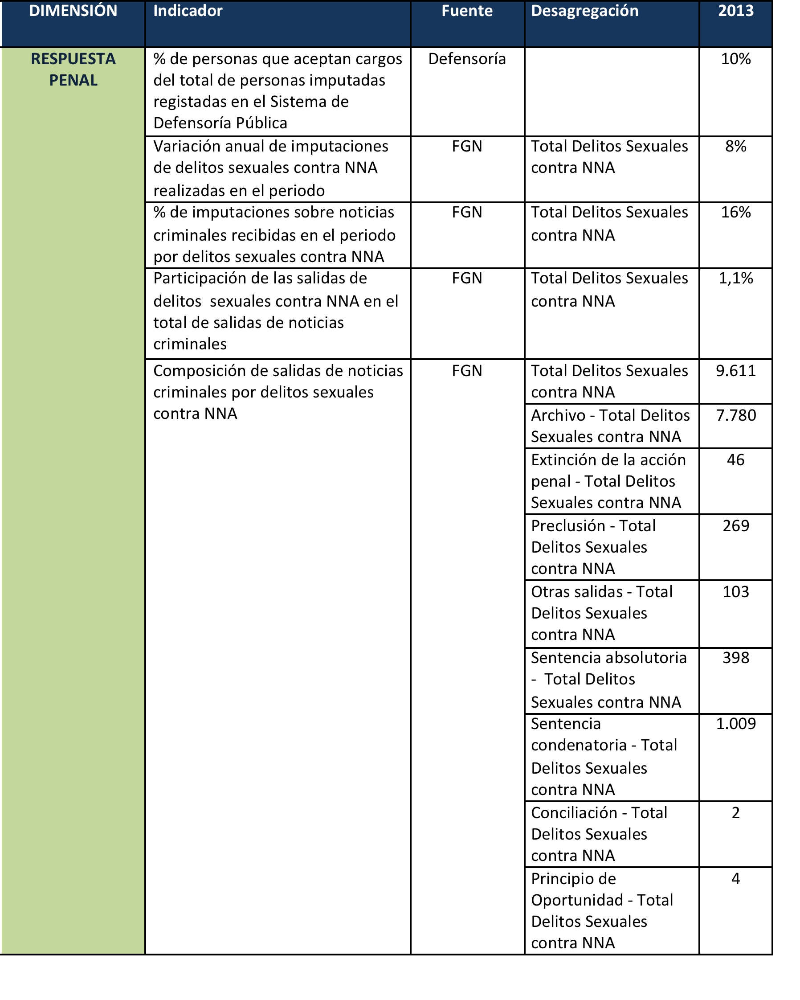 DIMENSIÓN Indicador Fuente Desagregación 2013
RESPUESTA
PENAL
% de personas que aceptan cargos
del total de personas imputadas
registadas en el Sistema de
Defensoría Pública
Defensoría
10%
Variación anual de imputaciones
de delitos sexuales contra NNA
realizadas en el periodo
FGN
Total Delitos Sexuales
contra NNA
8%
% de imputaciones sobre noticias
criminales recibidas en el periodo
por delitos sexuales contra NNA
FGN
Total Delitos Sexuales
contra NNA
16%
Participación de las salidas de
delitos  sexuales contra NNA en el
total de salidas de noticias
criminales
FGN
Total Delitos Sexuales
contra NNA
1,1%
Composición de salidas de noticias
criminales por delitos sexuales
contra NNA
FGN
Total Delitos Sexuales
contra NNA
9.611
Archivo - Total Delitos
Sexuales contra NNA
7.780
Extinción de la acción
penal - Total Delitos
Sexuales contra NNA
46
Preclusión - Total
Delitos Sexuales
contra NNA
269
Otras salidas - Total
Delitos Sexuales
contra NNA
103
Sentencia absolutoria
-  Total Delitos
Sexuales contra NNA
398
Sentencia
condenatoria - Total
Delitos Sexuales
contra NNA
1.009
Conciliación - Total
Delitos Sexuales
contra NNA
2
Principio de
Oportunidad - Total
Delitos Sexuales
contra NNA
4